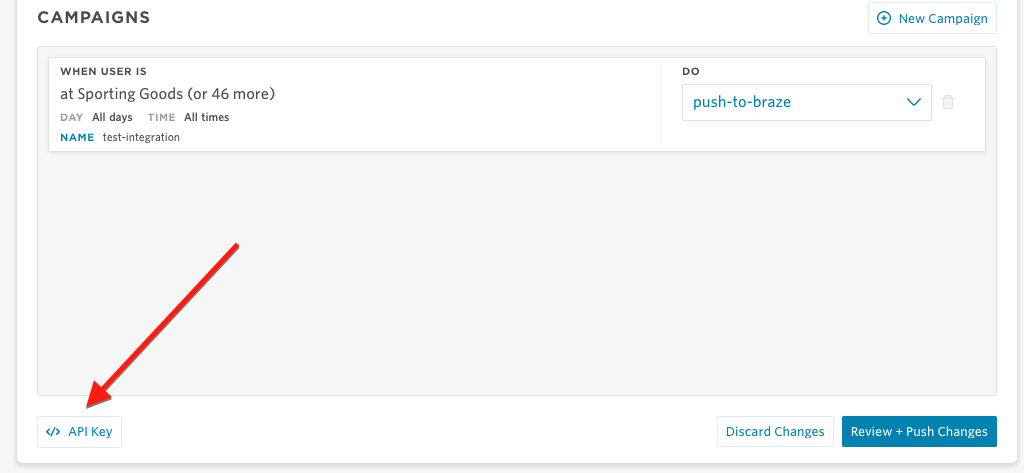 CAMPAIGNS
New Campaign
WHEN USER IS
at Sporting Goods (or 46 more)
DAY All days TIME All times
NAME test-integration
DO
push-to-braze
</> API Key
Discard Changes
Review + Push Changes